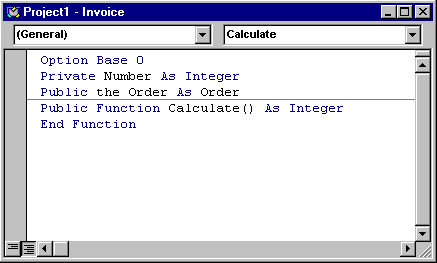 Project1 - Invoice
(General) Calculate
Option Base 0
Private Number As Integer
Public the Order As Order
Public Function Calculate() As Integer
End Function